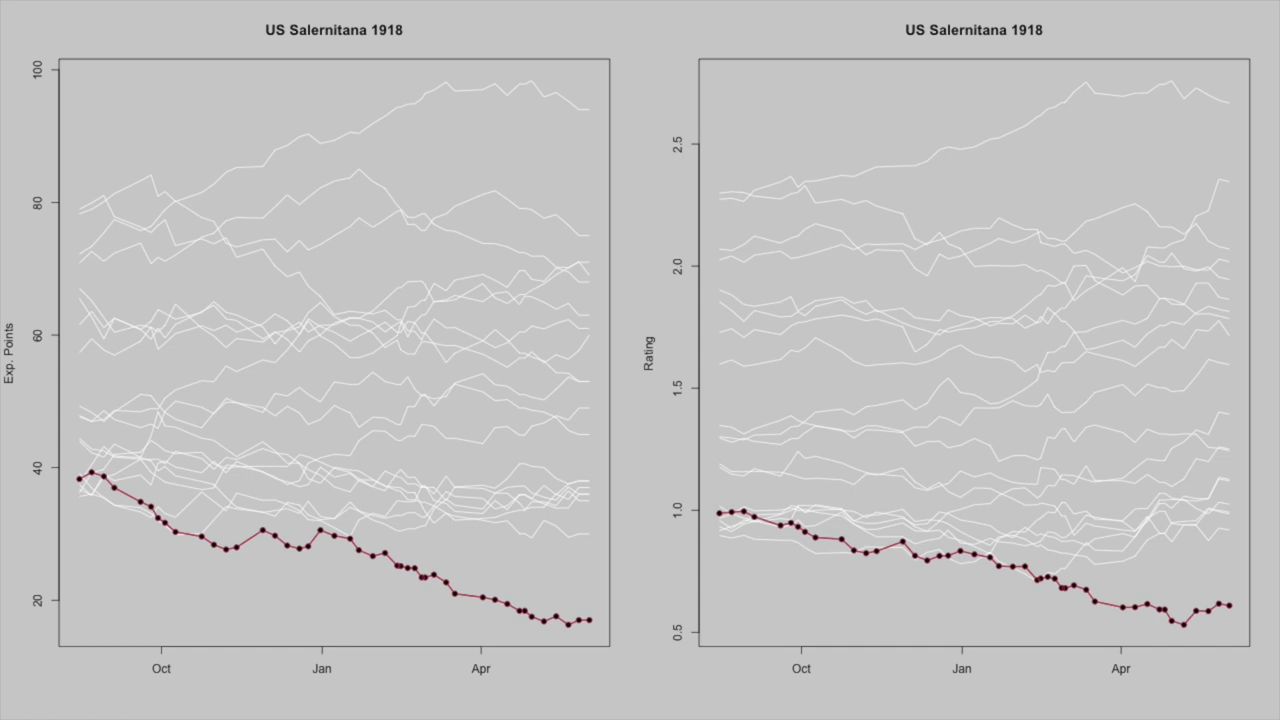 US Salernitana 1918
Exp. Points
100
80
60
40
20
Oct
Jan
Apr
US Salernitana 1918
Rating
2.5
2.0
1.5
1.0
0.5
Oct
Jan
Apr